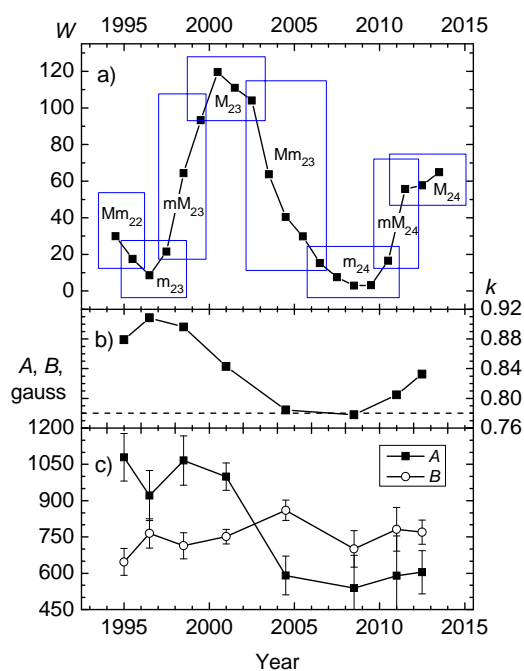 W
1995 2000 2005 2010 2015
a)
120
100
80
60
40
20
0
M₂₃
Mm₂₃
mM₂₃
Mm₂₂
m₂₃
m₂₄
mM₂₄
M₂₄
k
0.92
0.88
0.84
0.80
0.76
b)
A, B,
gauss
1200
1050
900
750
600
450
c)
A
B
1995 2000 2005 2010 2015
Year